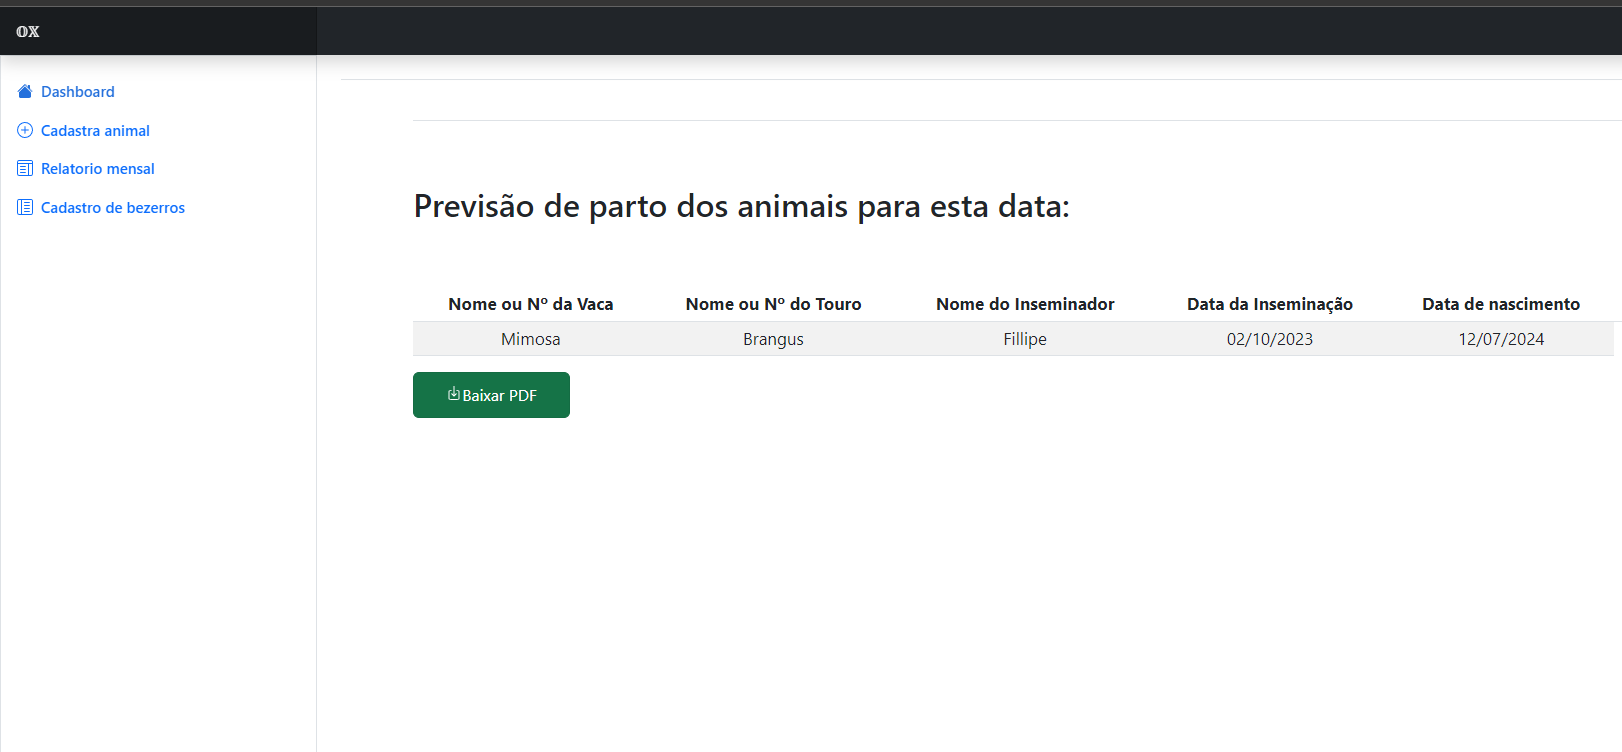 OX
Dashboard
Cadastra animal
Relatorio mensal
Cadastro de bezerros
Previsão de parto dos animais para esta data:
Nome ou Nº da Vaca Nome ou Nº do Touro Nome do Inseminador Data da Inseminação Data de nascimento
Mimosa Brangus Fillipe 02/10/2023 12/07/2024
Baixar PDF